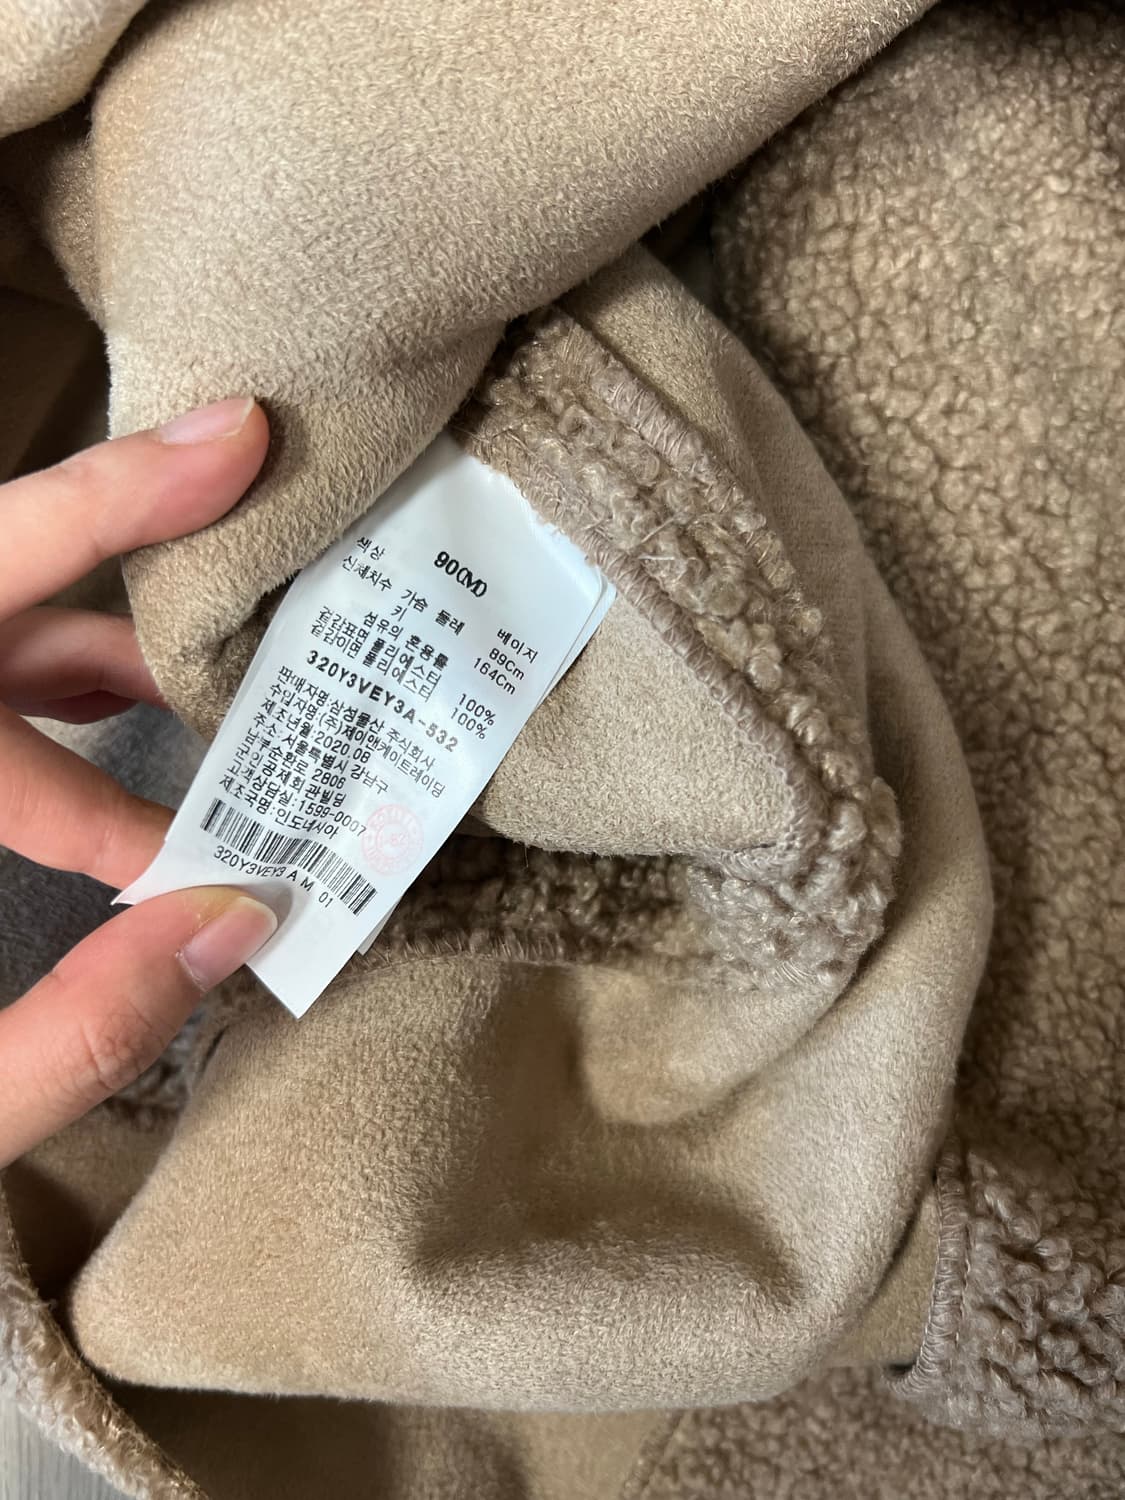 90(M)
색상 베이지
신체치수 가슴 둘레 89Cm
키 164Cm
섬유의 혼용률
겉감표면 폴리에스터 100%
겉감이면 폴리에스터 100%
320Y3VEY3A-532
판매자명:삼성물산 주식회사
수입자명:(주)제이앤케이트레이딩
제조년월:2020 08
주소: 서울특별시 강남구
남부순환로 2806
군인공제회관빌딩
고객상담실:1599-0007
제조국명:인도네시아
320Y3VEY3 A M 01